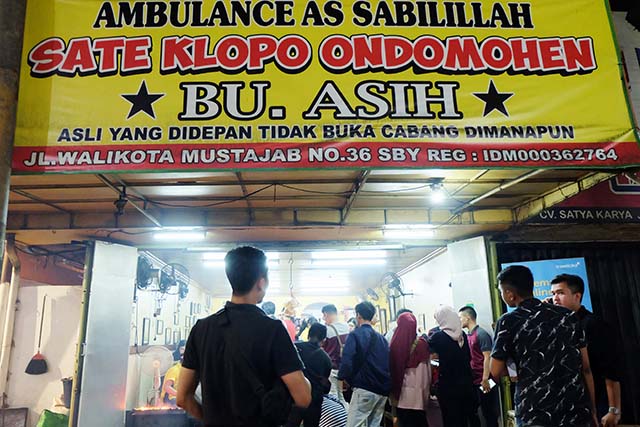 AMBULANCE AS SABILILLAH
SATE KLOPO ONDOMOHEN
BU. ASIH
ASLI YANG DIDEPAN TIDAK BUKA CABANG DIMANAPUN
JL.WALIKOTA MUSTAJAB NO.36 SBY REG : IDM000362764
CV. SATYA KARYA